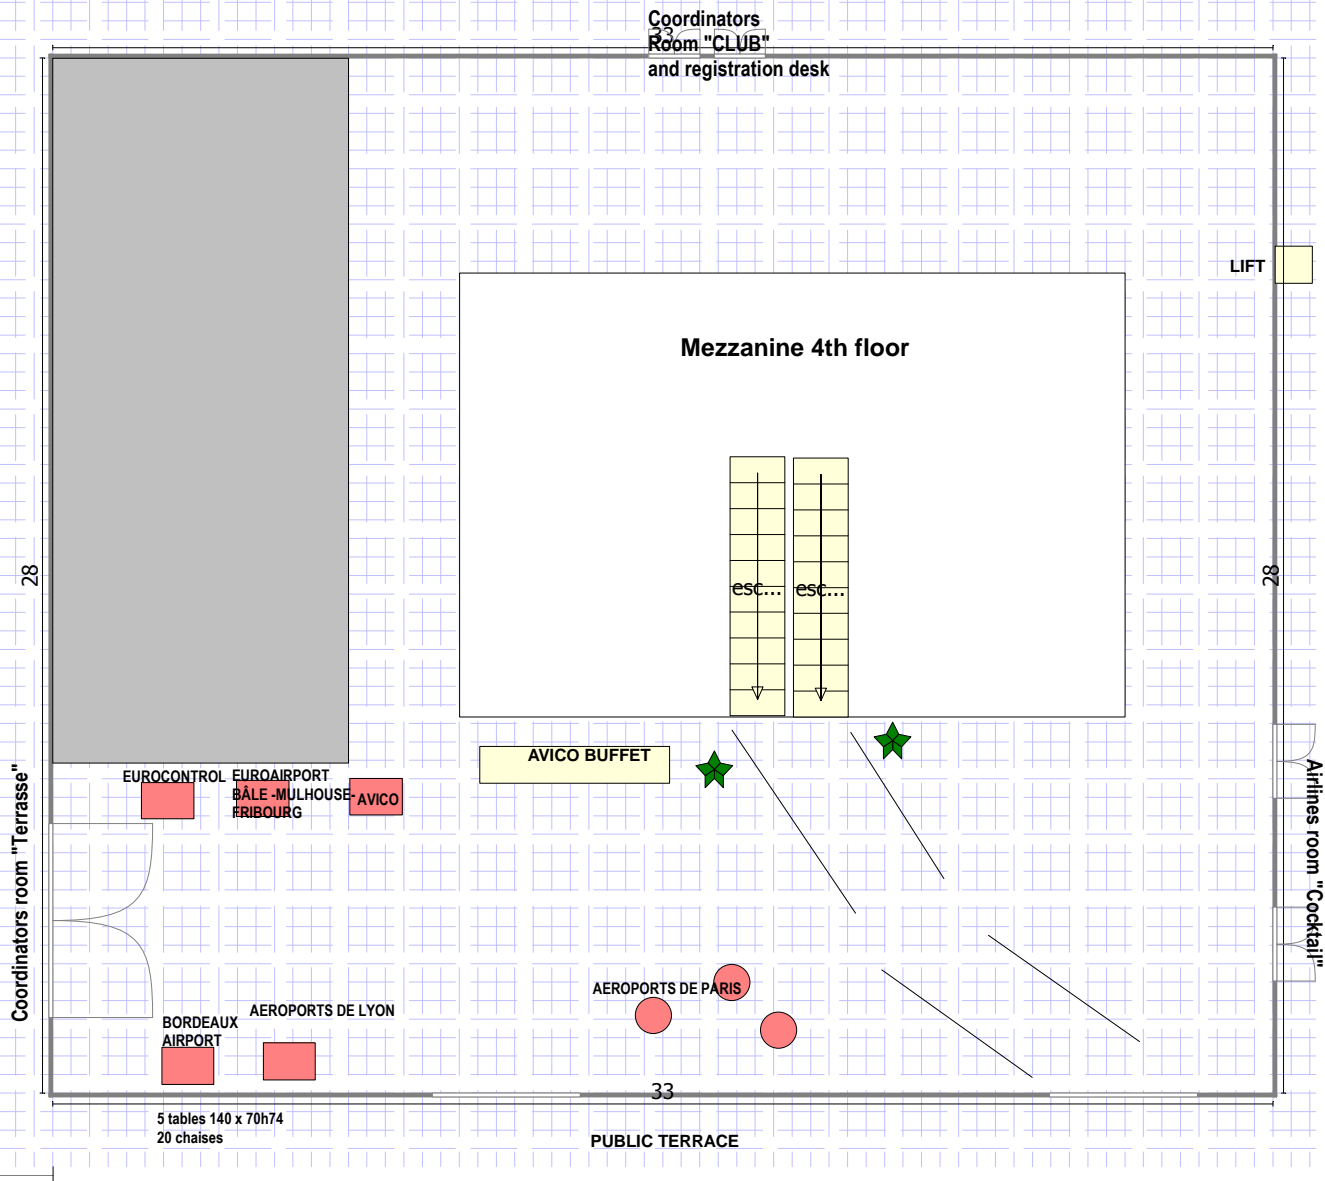 Coordinators
33
Room "CLUB"
and registration desk
LIFT
Mezzanine 4th floor
28
28
esc...
esc...
AVICO BUFFET
EUROCONTROL
EUROAIRPORT
BÂLE -MULHOUSE-
FRIBOURG
AVICO
Coordinators room "Terrasse"
Airlines room "Cocktail"
AEROPORTS DE PARIS
AEROPORTS DE LYON
BORDEAUX
AIRPORT
33
5 tables 140 x 70h74
20 chaises
PUBLIC TERRACE